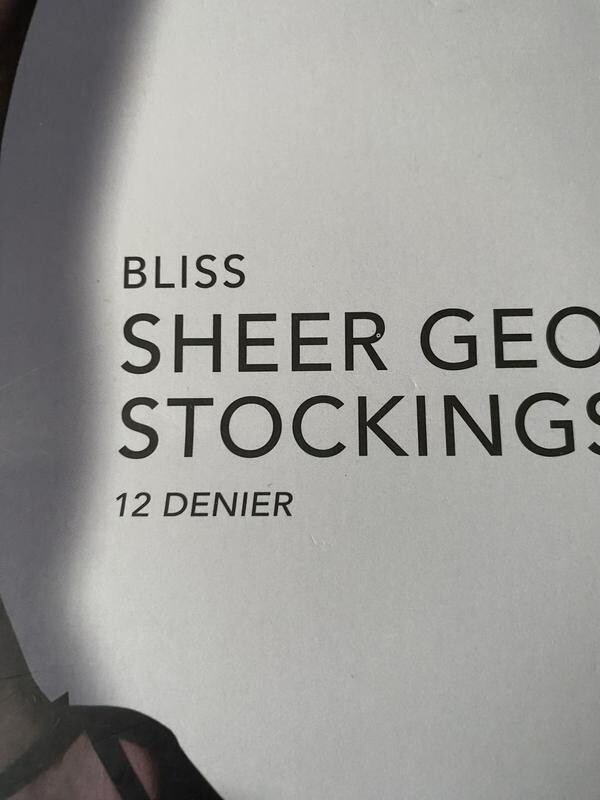 BLISS
SHEER GEO
STOCKINGS
12 DENIER